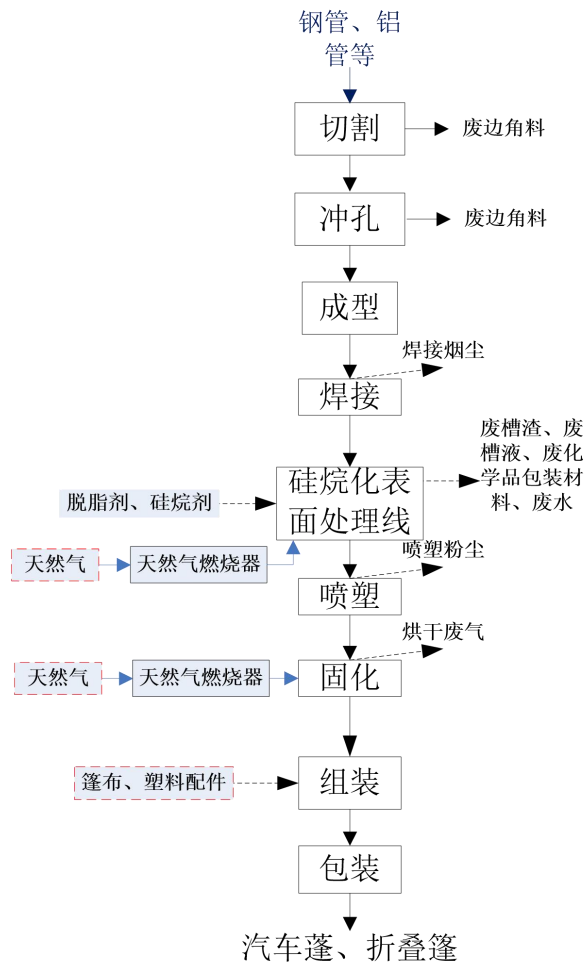 钢管、铝
管等
切割
废边角料
冲孔
废边角料
成型
焊接烟尘
焊接
废槽渣、废
槽液、废化
学品包装材
料、废水
硅烷化表
面处理线
脱脂剂、硅烷剂
天然气
天然气燃烧器
喷塑粉尘
喷塑
烘干废气
天然气
天然气燃烧器
固化
篷布、塑料配件
组装
包装
汽车蓬、折叠篷